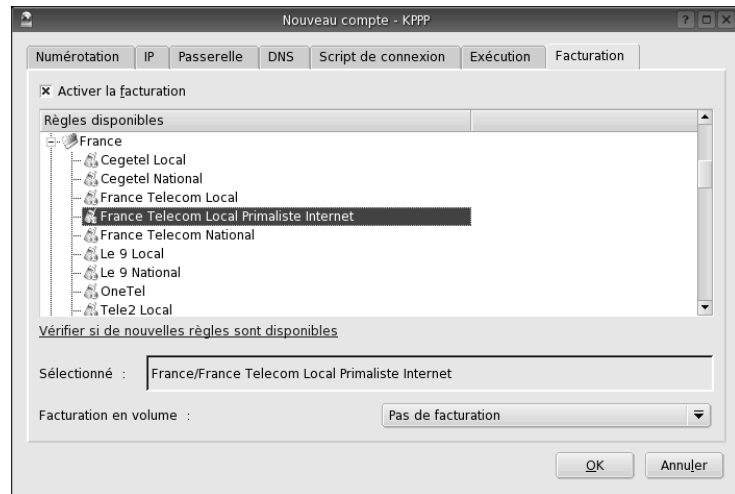 Nouveau compte - KPPP
Numérotation IP Passerelle DNS Script de connexion Exécution Facturation
Activer la facturation
Règles disponibles
France
Cegetel Local
Cegetel National
France Telecom Local
France Telecom Local Primaliste Internet
France Telecom National
Le 9 Local
Le 9 National
OneTel
Tele2 Local
Vérifier si de nouvelles règles sont disponibles
Sélectionné : France/France Telecom Local Primaliste Internet
Facturation en volume : Pas de facturation
OK Annuler